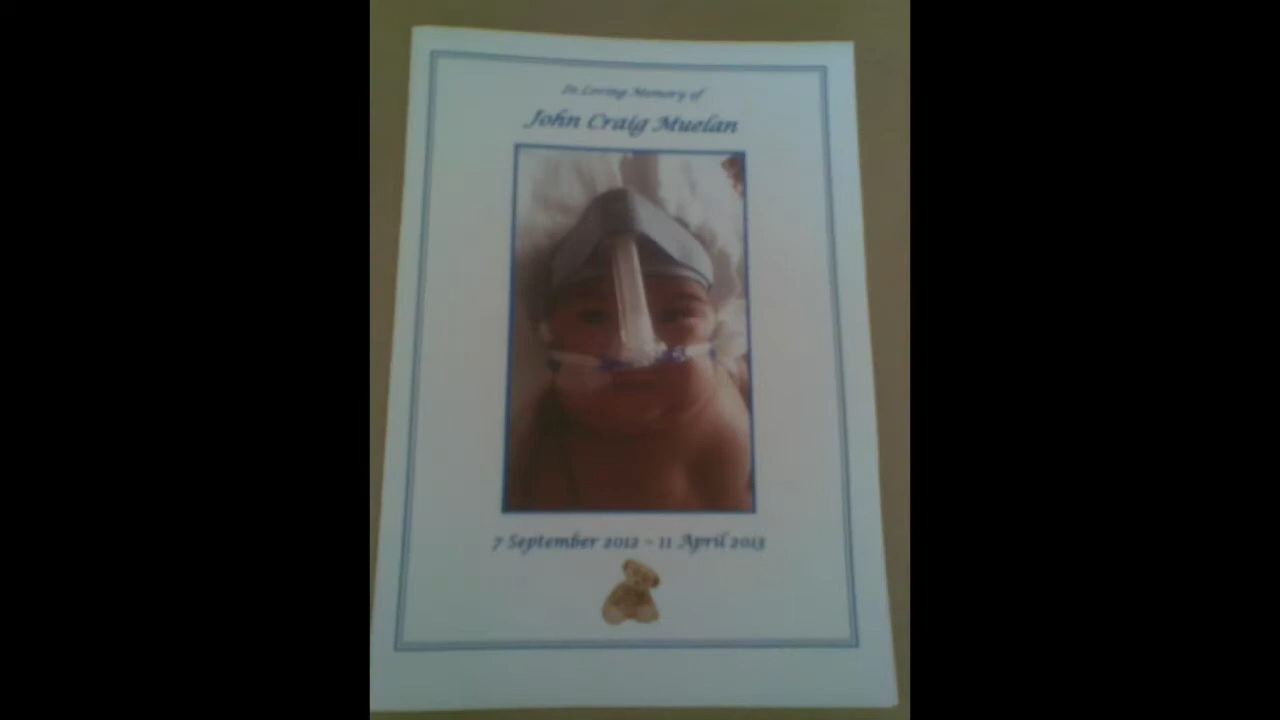 In Loving Memory of
John Craig Muelan
7 September 2012 - 11 April 2013